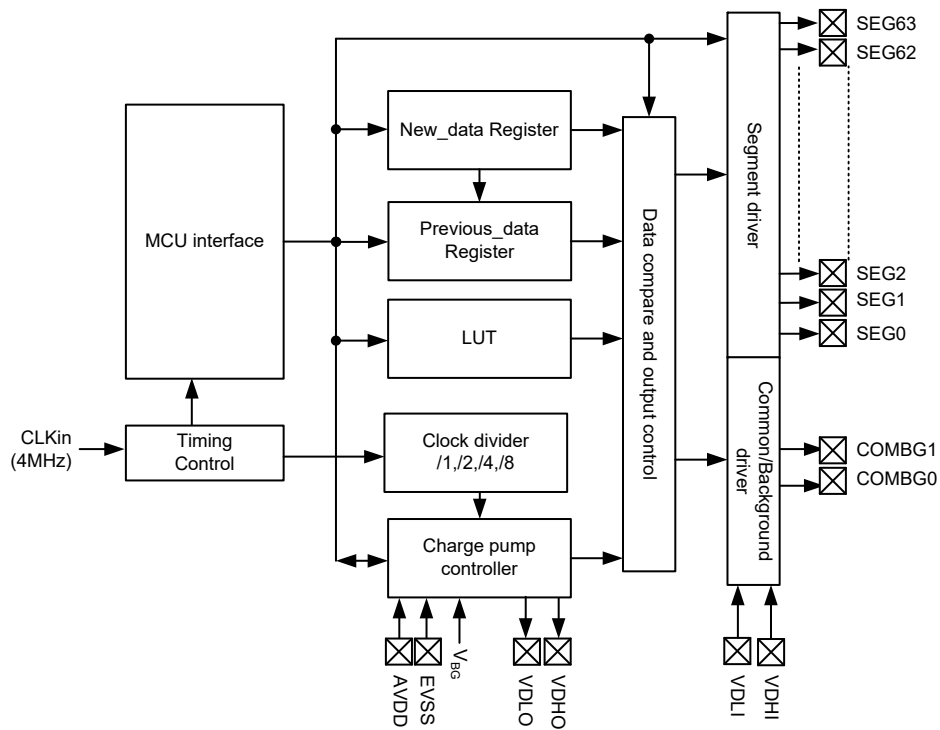 SEG63
SEG62
New_data Register
MCU interface
Previous_data
Register
Data compare and output control
Segment driver
SEG2
SEG1
SEG0
LUT
CLKin
(4MHz)
Timing
Control
Clock divider
/1,/2,/4,/8
Common/Background
driver
COMBG1
COMBG0
Charge pump
controller
AVDD
EVSS
VBG
VDLO
VDHO
VDLI
VDHI